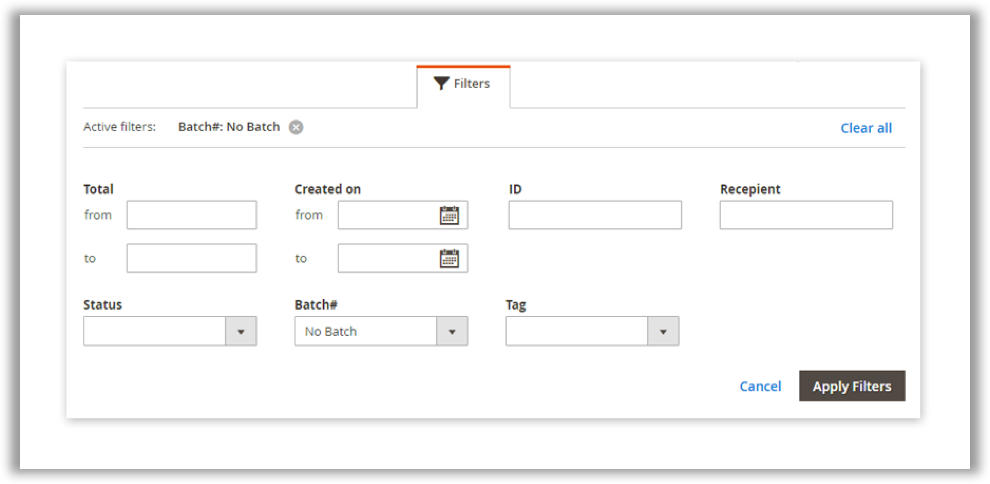 Filters
Active filters: Batch#: No Batch Clear all
Total Created on ID Recepient
from from
to to
Status Batch# Tag
No Batch
Cancel Apply Filters